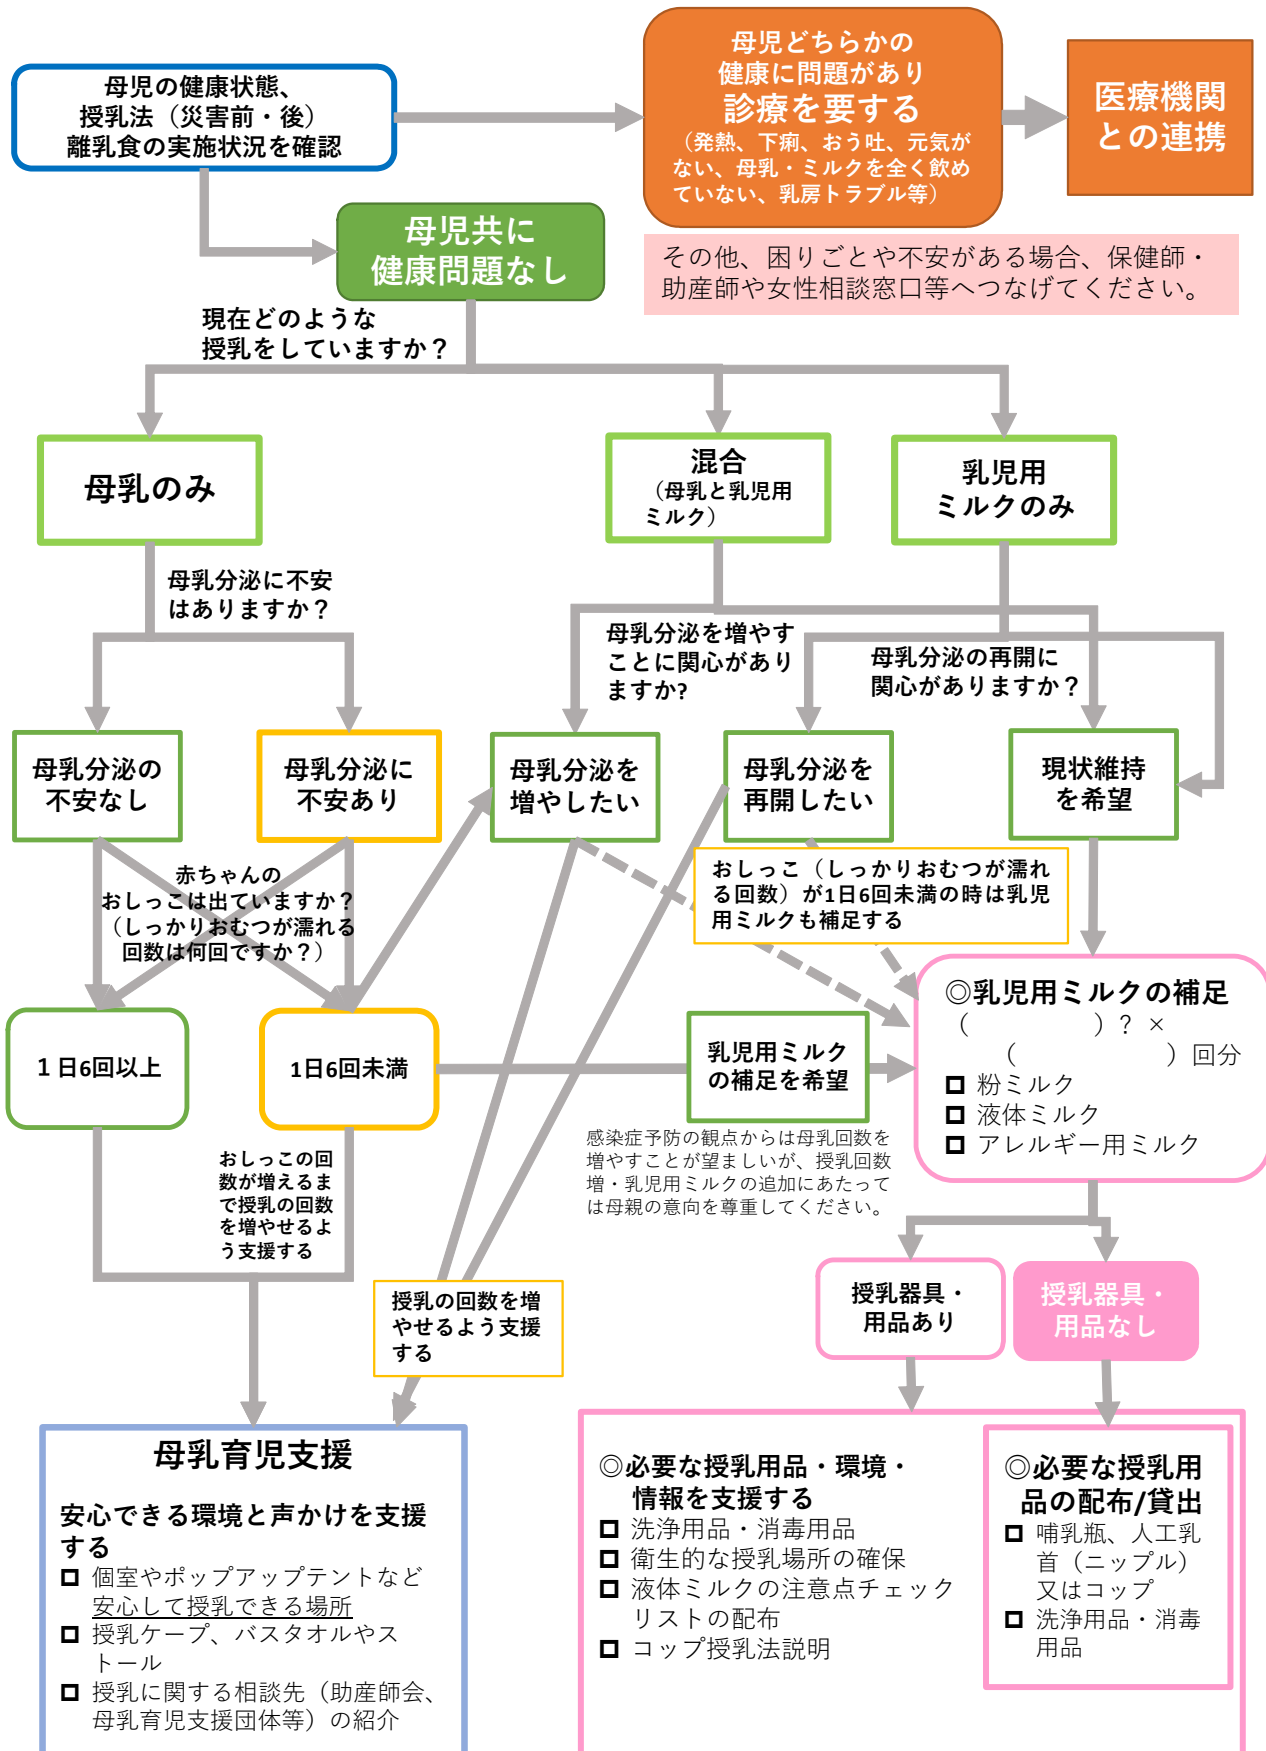 母児の健康状態、
授乳法（災害前・後）
離乳食の実施状況を確認
母児どちらかの
健康に問題があり
診療を要する
（発熱、下痢、おう吐、元気が
ない、母乳・ミルクを全く飲め
ていない、乳房トラブル等）
医療機関
との連携
母児共に
健康問題なし
その他、困りごとや不安がある場合、保健師・
助産師や女性相談窓口等へつなげてください。
現在どのような
授乳をしていますか？
母乳のみ
混合
（母乳と乳児用
ミルク）
乳児用
ミルクのみ
母乳分泌に不安
はありますか？
母乳分泌を増やす
ことに関心があり
ますか?
母乳分泌の再開に
関心がありますか？
母乳分泌の
不安なし
母乳分泌に
不安あり
母乳分泌を
増やしたい
母乳分泌を
再開したい
現状維持
を希望
赤ちゃんの
おしっこは出ていますか？
（しっかりおむつが濡れる
回数は何回ですか？）
おしっこ（しっかりおむつが濡れ
る回数）が1日6回未満の時は乳児
用ミルクも補足する
１日6回以上
1日6回未満
乳児用ミルク
の補足を希望
◎乳児用ミルクの補足
（　　　　　）? ×
（　　　　　）回分
粉ミルク
液体ミルク
アレルギー用ミルク
感染症予防の観点からは母乳回数を
増やすことが望ましいが、授乳回数
増・乳児用ミルクの追加にあたって
は母親の意向を尊重してください。
おしっこの回
数が増えるま
で授乳の回数
を増やせるよ
う支援する
授乳の回数を増
やせるよう支援
する
授乳器具・
用品あり
授乳器具・
用品なし
母乳育児支援
安心できる環境と声かけを支援
する
個室やポップアップテントなど
安心して授乳できる場所
授乳ケープ、バスタオルやス
トール
授乳に関する相談先（助産師会、
母乳育児支援団体等）の紹介
◎必要な授乳用品・環境・
情報を支援する
洗浄用品・消毒用品
衛生的な授乳場所の確保
液体ミルクの注意点チェック
リストの配布
コップ授乳法説明
◎必要な授乳用
品の配布/貸出
哺乳瓶、人工乳
首（ニップル）
又はコップ
洗浄用品・消毒
用品